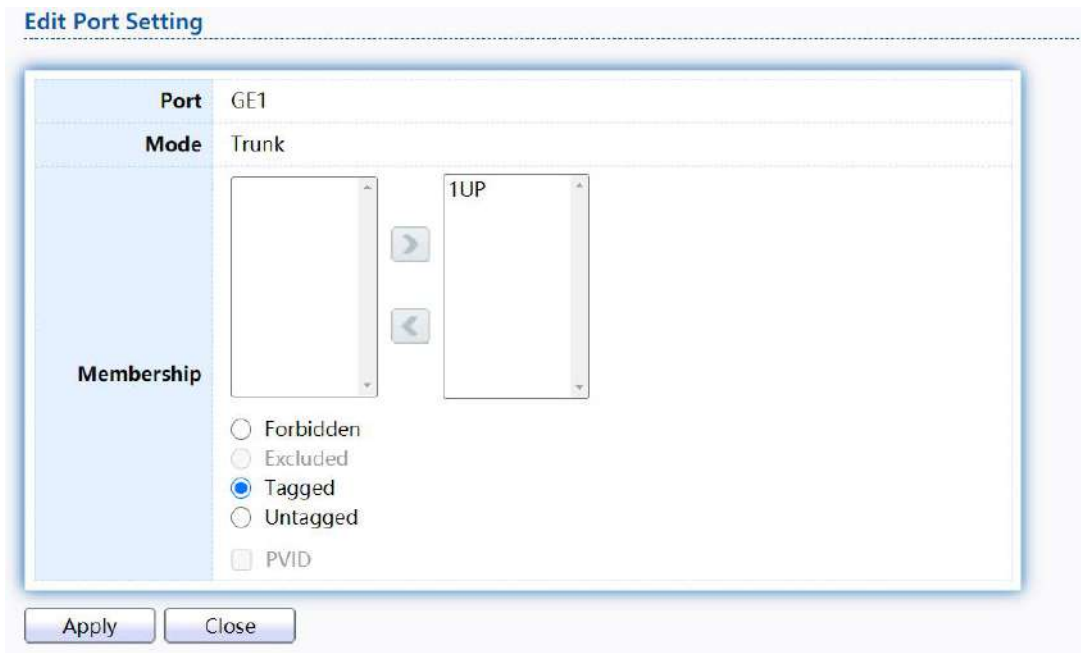 Edit Port Setting
Port GE1
Mode Trunk
1UP
Membership
Forbidden
Excluded
Tagged
Untagged
PVID
Apply Close